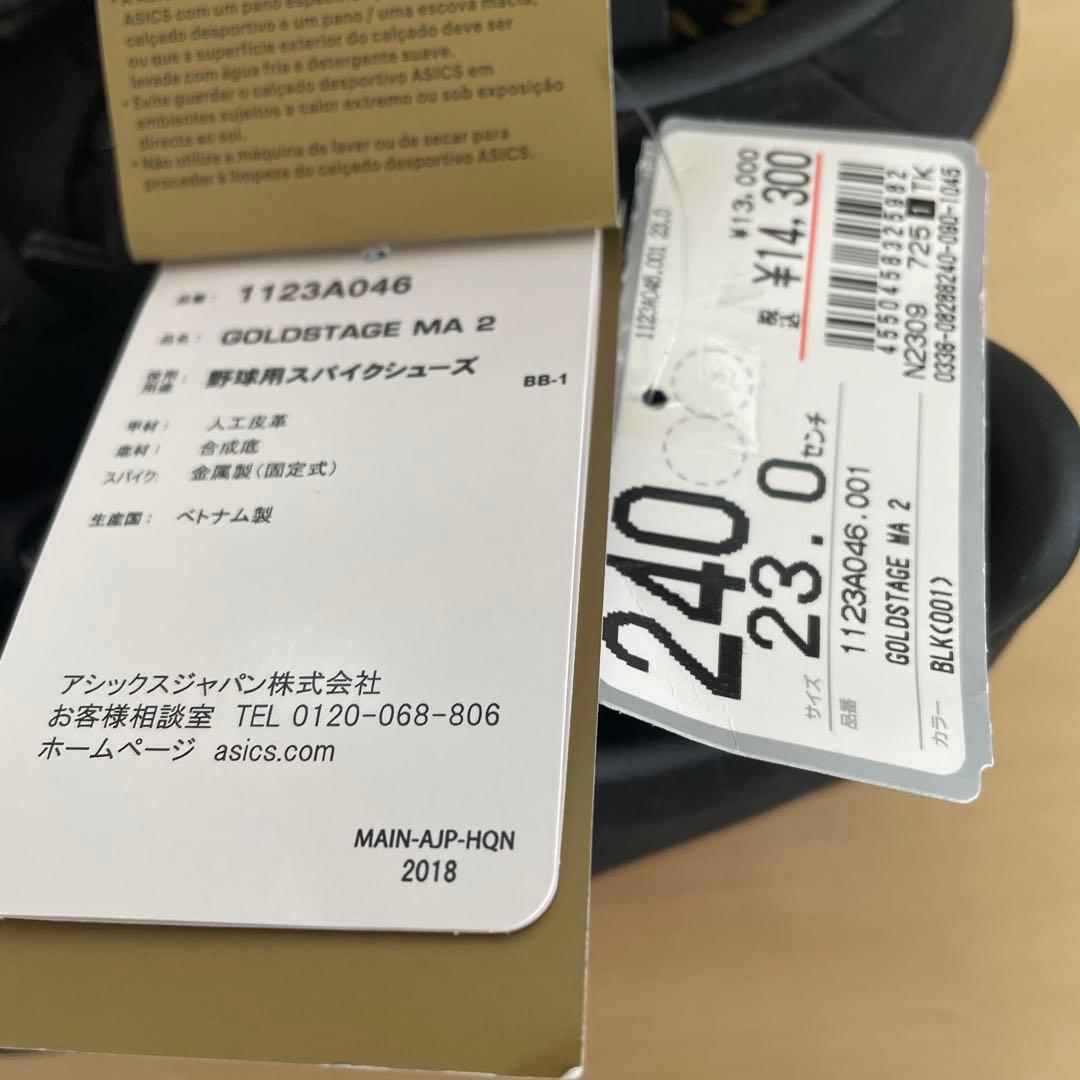 ASICS com um pano
calçado desportivo e um pano / uma escova macia,
ou que a superfície exterior do calçado deve ser
lavada com água fria e detergente suave.
• Evite guardar o calçado desportivo ASICS em
ambientes sujeitos a calor extremo ou sob exposição
directa ao sol.
• Não utilize a máquina de lavar ou de secar para
proceder à limpeza do calçado desportivo ASICS.
品番: 1123A046
品名: GOLDSTAGE MA 2
使用用途: 野球用スパイクシューズ BB-1
甲材: 人工皮革
底材: 合成底
スパイク: 金属製(固定式)
生産国: ベトナム製
アシックスジャパン株式会社
お客様相談室 TEL 0120-068-806
ホームページ asics.com
MAIN-AJP-HQN
2018
1123A046.001 23.0
¥13,000
税込 ¥14,300
4550458325982
N2309 725 1 TK
0336-08286240-090-1045
240
サイズ 23.0センチ
品番 1123A046.001
GOLDSTAGE MA 2
カラー BLK(001)